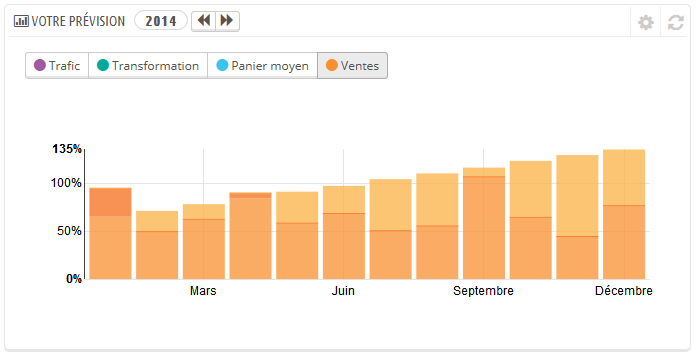 VOTRE PRÉVISION 2014
Trafic Transformation Panier moyen Ventes
135%
100%
50%
0%
Mars Juin Septembre Décembre